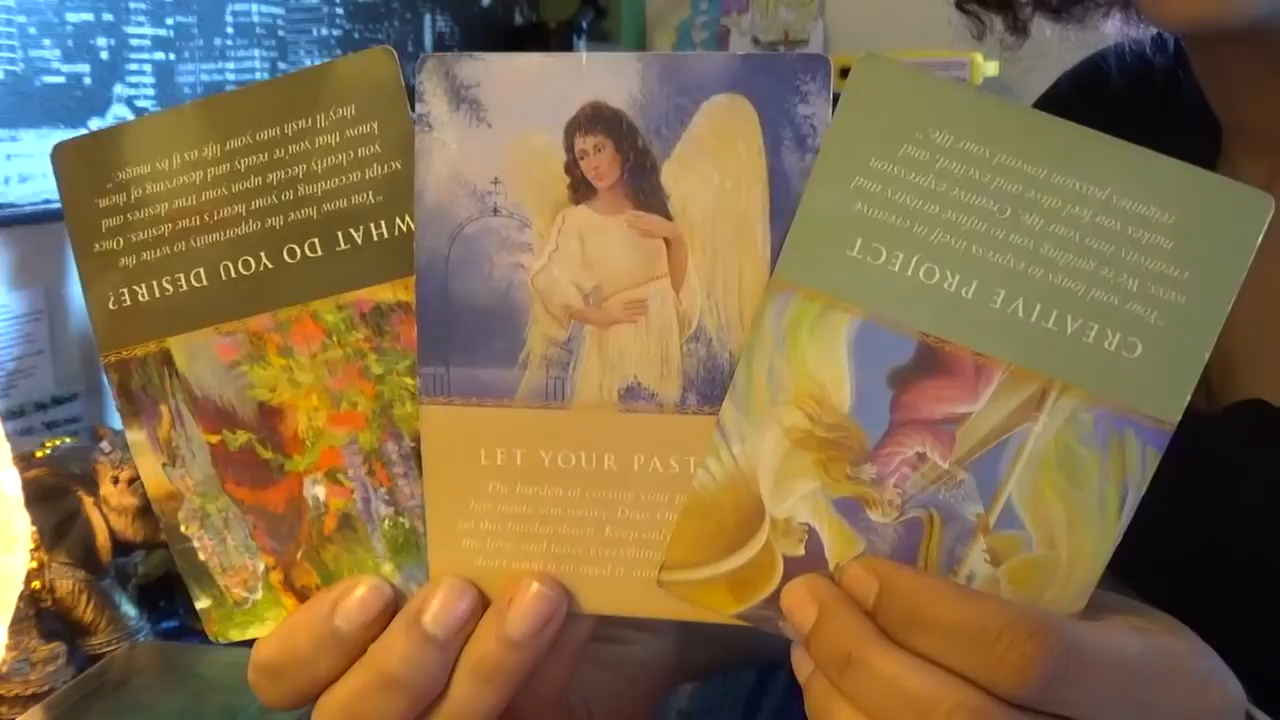 WHAT DO YOU DESIRE?
"You now have the opportunity to write the
script according to your heart's true desires. Once
you clearly decide upon your true desires and
know that you're ready and deserving of them,
they'll rush into your life as if by magic."
LET YOUR PAST
The burden of carrying your
has made you weary, Dear
set this burden down. Keep only
the love, and leave everything
don't want it or need it
CREATIVE PROJECT
"Your soul longs to express itself in creative
ways. We're guiding you to infuse artistry and
creativity into your life. Creative expression
makes you feel alive and excited, and
reignites passion toward your life."